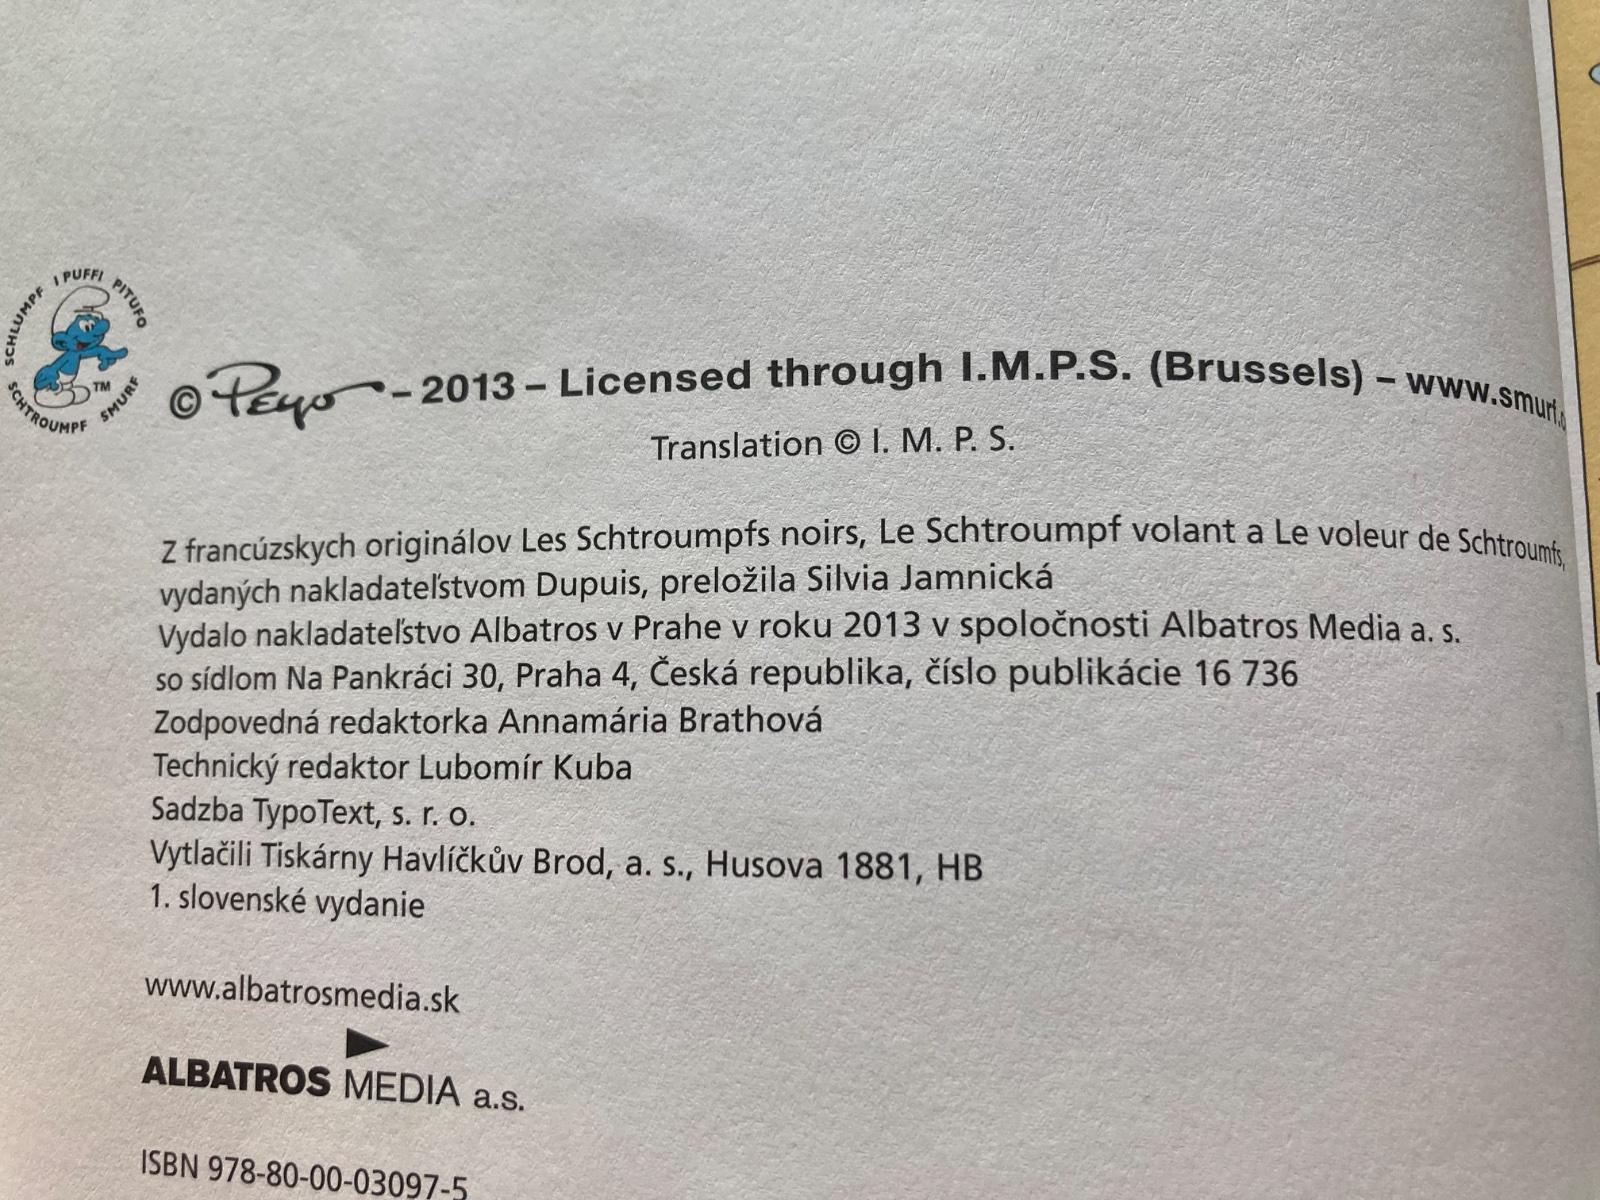 SCHLUMPF I PUFFI PITUFO
SCHTROUMPF SMURF
TM
© Peyo – 2013 – Licensed through I.M.P.S. (Brussels) – www.smurf.
Translation © I. M. P. S.
Z francúzskych originálov Les Schtroumpfs noirs, Le Schtroumpf volant a Le voleur de Schtroumfs,
vydaných nakladateľstvom Dupuis, preložila Silvia Jamnická
Vydalo nakladateľstvo Albatros v Prahe v roku 2013 v spoločnosti Albatros Media a. s.
so sídlom Na Pankráci 30, Praha 4, Česká republika, číslo publikácie 16 736
Zodpovedná redaktorka Annamária Brathová
Technický redaktor Lubomír Kuba
Sadzba TypoText, s. r. o.
Vytlačili Tiskárny Havlíčkův Brod, a. s., Husova 1881, HB
1. slovenské vydanie
www.albatrosmedia.sk
ALBATROS MEDIA a.s.
ISBN 978-80-00-03097-5